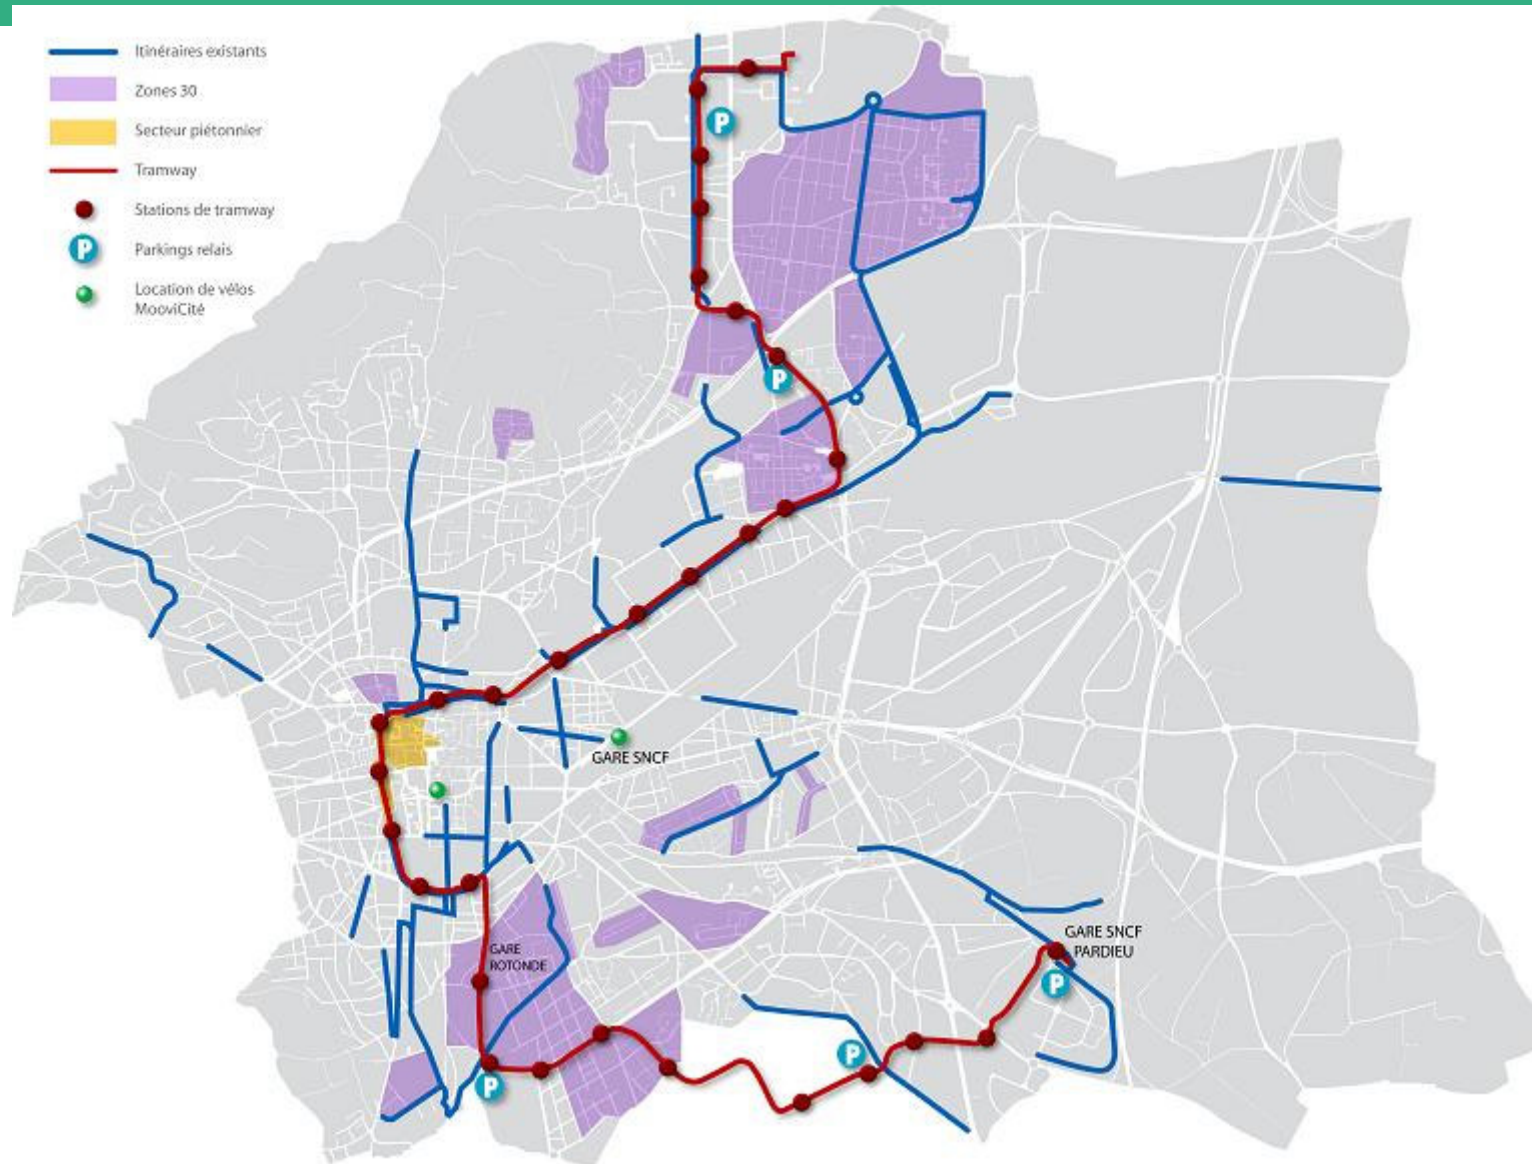 Itinéraires existants
Zones 30
Secteur piétonnier
Tramway
Stations de tramway
P
Parkings relais
Location de vélos
MooviCité
P
P
GARE SNCF
GARE SNCF
PARDIEU
GARE
ROTONDE
P
P
P